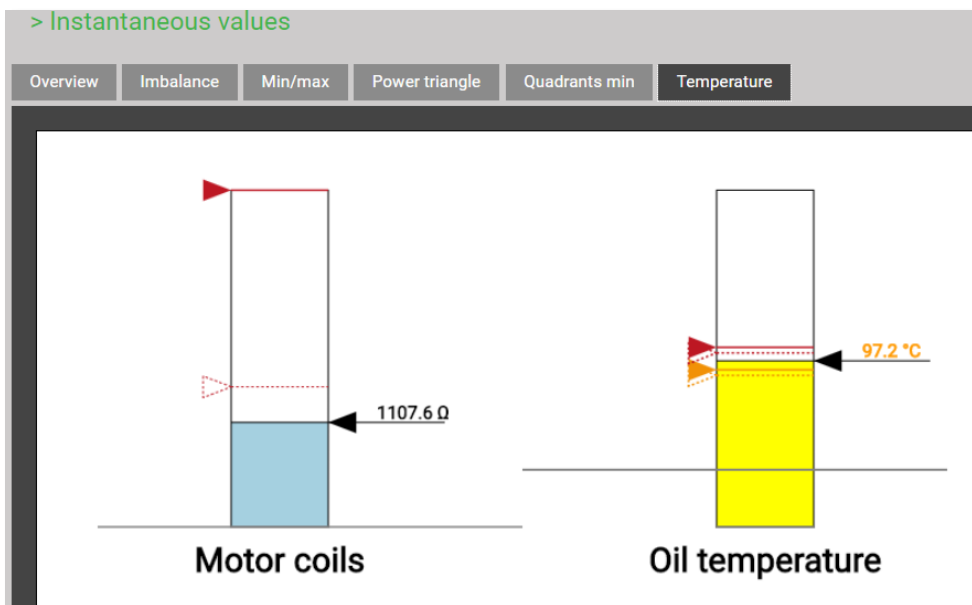 > Instantaneous values
Overview Imbalance Min/max Power triangle Quadrants min Temperature
97.2 °C
1107.6 Ω
Motor coils Oil temperature